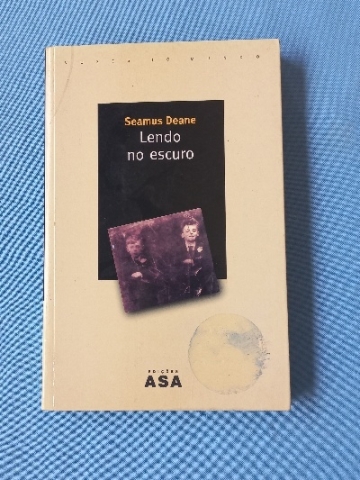 Seamus Deane
Lendo
no escuro
EDIÇÕES
ASA